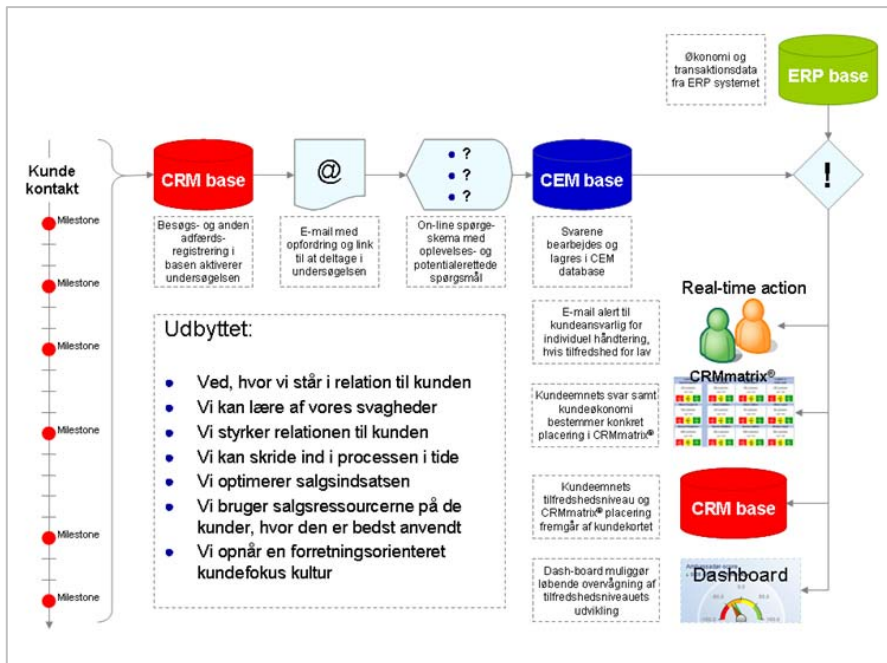 Økonomi og
transaktionsdata
fra ERP systemet
ERP base
Kunde
kontakt
Milestone
Milestone
Milestone
Milestone
Milestone
Milestone
CRM base
@
• ?
• ?
• ?
CEM base
!
Besøgs- og anden
adfærds-
registrering i
basen aktiverer
undersøgelsen
E-mail med
opfordring og link
til at deltage i
undersøgelsen
On-line spørge-
skema med
oplevelses- og
potentialerettede
spørgsmål
Svarene
bearbejdes og
lagres i CEM
database
Udbyttet:
• Ved, hvor vi står i relation til kunden
• Vi kan lære af vores svagheder
• Vi styrker relationen til kunden
• Vi kan skride ind i processen i tide
• Vi optimerer salgsindsatsen
• Vi bruger salgsressourcerne på de
kunder, hvor den er bedst anvendt
• Vi opnår en forretningsorienteret
kundefokus kultur
E-mail alert til
kundeansvarlig for
individuel håndtering,
hvis tilfredshed for lav
Real-time action
Kundeemnets svar samt
kundeøkonomi
bestemmer konkret
placering i CRMmatrix®
CRMmatrix®
Kundeemnets
tilfredshedsniveau og
CRMmatrix® placering
fremgår af kundekortet
CRM base
Dash-board muliggør
løbende overvågning af
tilfredshedsniveauets
udvikling
Dashboard